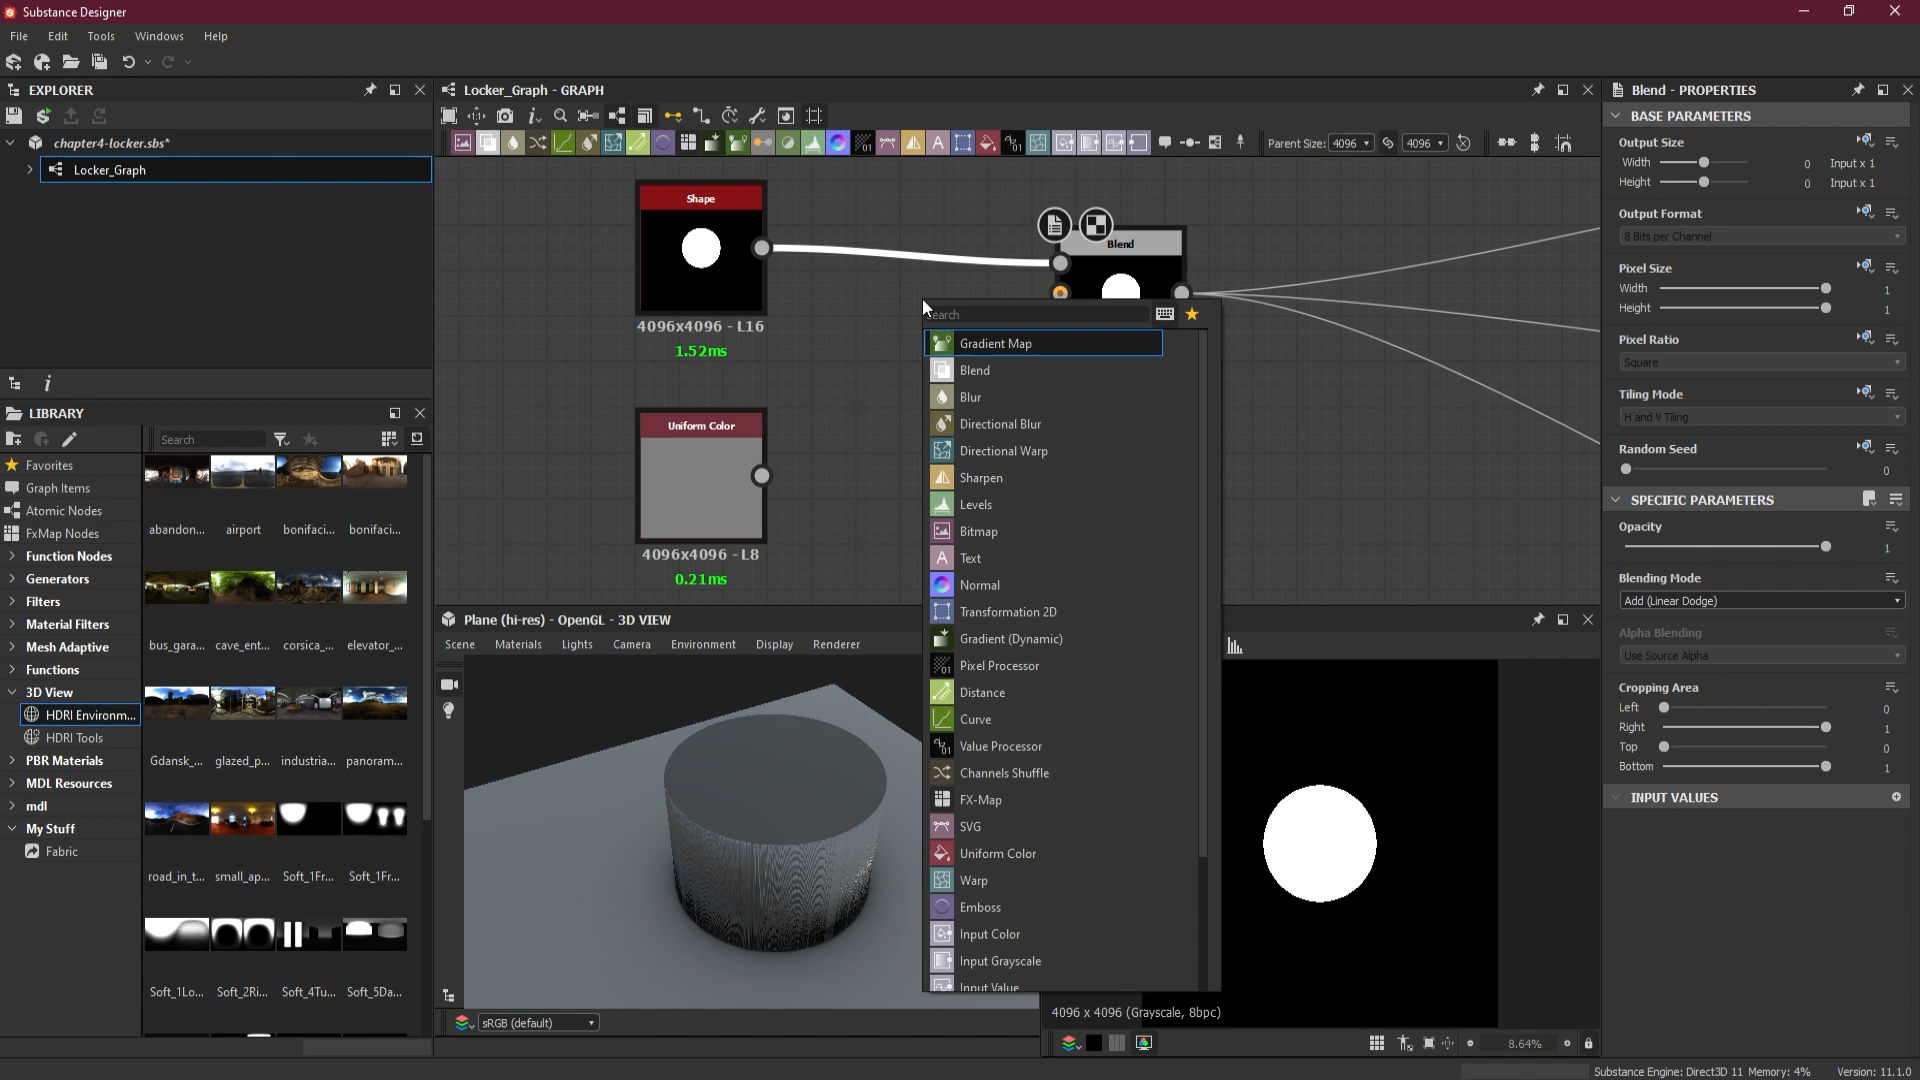 Substance Designer
File Edit Tools Windows Help
EXPLORER
chapter4-locker.sbs*
Locker_Graph
LIBRARY
Search
Favorites
Graph Items
Atomic Nodes
FxMap Nodes
Function Nodes
Generators
Filters
Material Filters
Mesh Adaptive
Functions
3D View
HDRI Environm...
HDRI Tools
PBR Materials
MDL Resources
mdl
My Stuff
Fabric
abandon... airport bonifaci... bonifaci...
bus_gara... cave_ent... corsica_... elevator_...
Gdansk_... glazed_p... industria... panoram...
road_in_t... small_ap... Soft_1Fr... Soft_1Fr...
Soft_1Lo... Soft_2Ri... Soft_4Tu... Soft_5Da...
Locker_Graph - GRAPH
Parent Size: 4096 4096
Shape
4096x4096 - L16
1.52ms
Blend
Uniform Color
4096x4096 - L8
0.21ms
Search
Gradient Map
Blend
Blur
Directional Blur
Directional Warp
Sharpen
Levels
Bitmap
Text
Normal
Transformation 2D
Gradient (Dynamic)
Pixel Processor
Distance
Curve
Value Processor
Channels Shuffle
FX-Map
SVG
Uniform Color
Warp
Emboss
Input Color
Input Grayscale
Input Value
Plane (hi-res) - OpenGL - 3D VIEW
Scene Materials Lights Camera Environment Display Renderer
sRGB (default)
4096 x 4096 (Grayscale, 8bpc)
8.64%
Blend - PROPERTIES
BASE PARAMETERS
Output Size
Width 0 Input x 1
Height 0 Input x 1
Output Format
8 Bits per Channel
Pixel Size
Width 1
Height 1
Pixel Ratio
Square
Tiling Mode
H and V Tiling
Random Seed
0
SPECIFIC PARAMETERS
Opacity
1
Blending Mode
Add (Linear Dodge)
Alpha Blending
Use Source Alpha
Cropping Area
Left 0
Right 1
Top 0
Bottom 1
INPUT VALUES
Substance Engine: Direct3D 11 Memory: 4% Version: 11.1.0